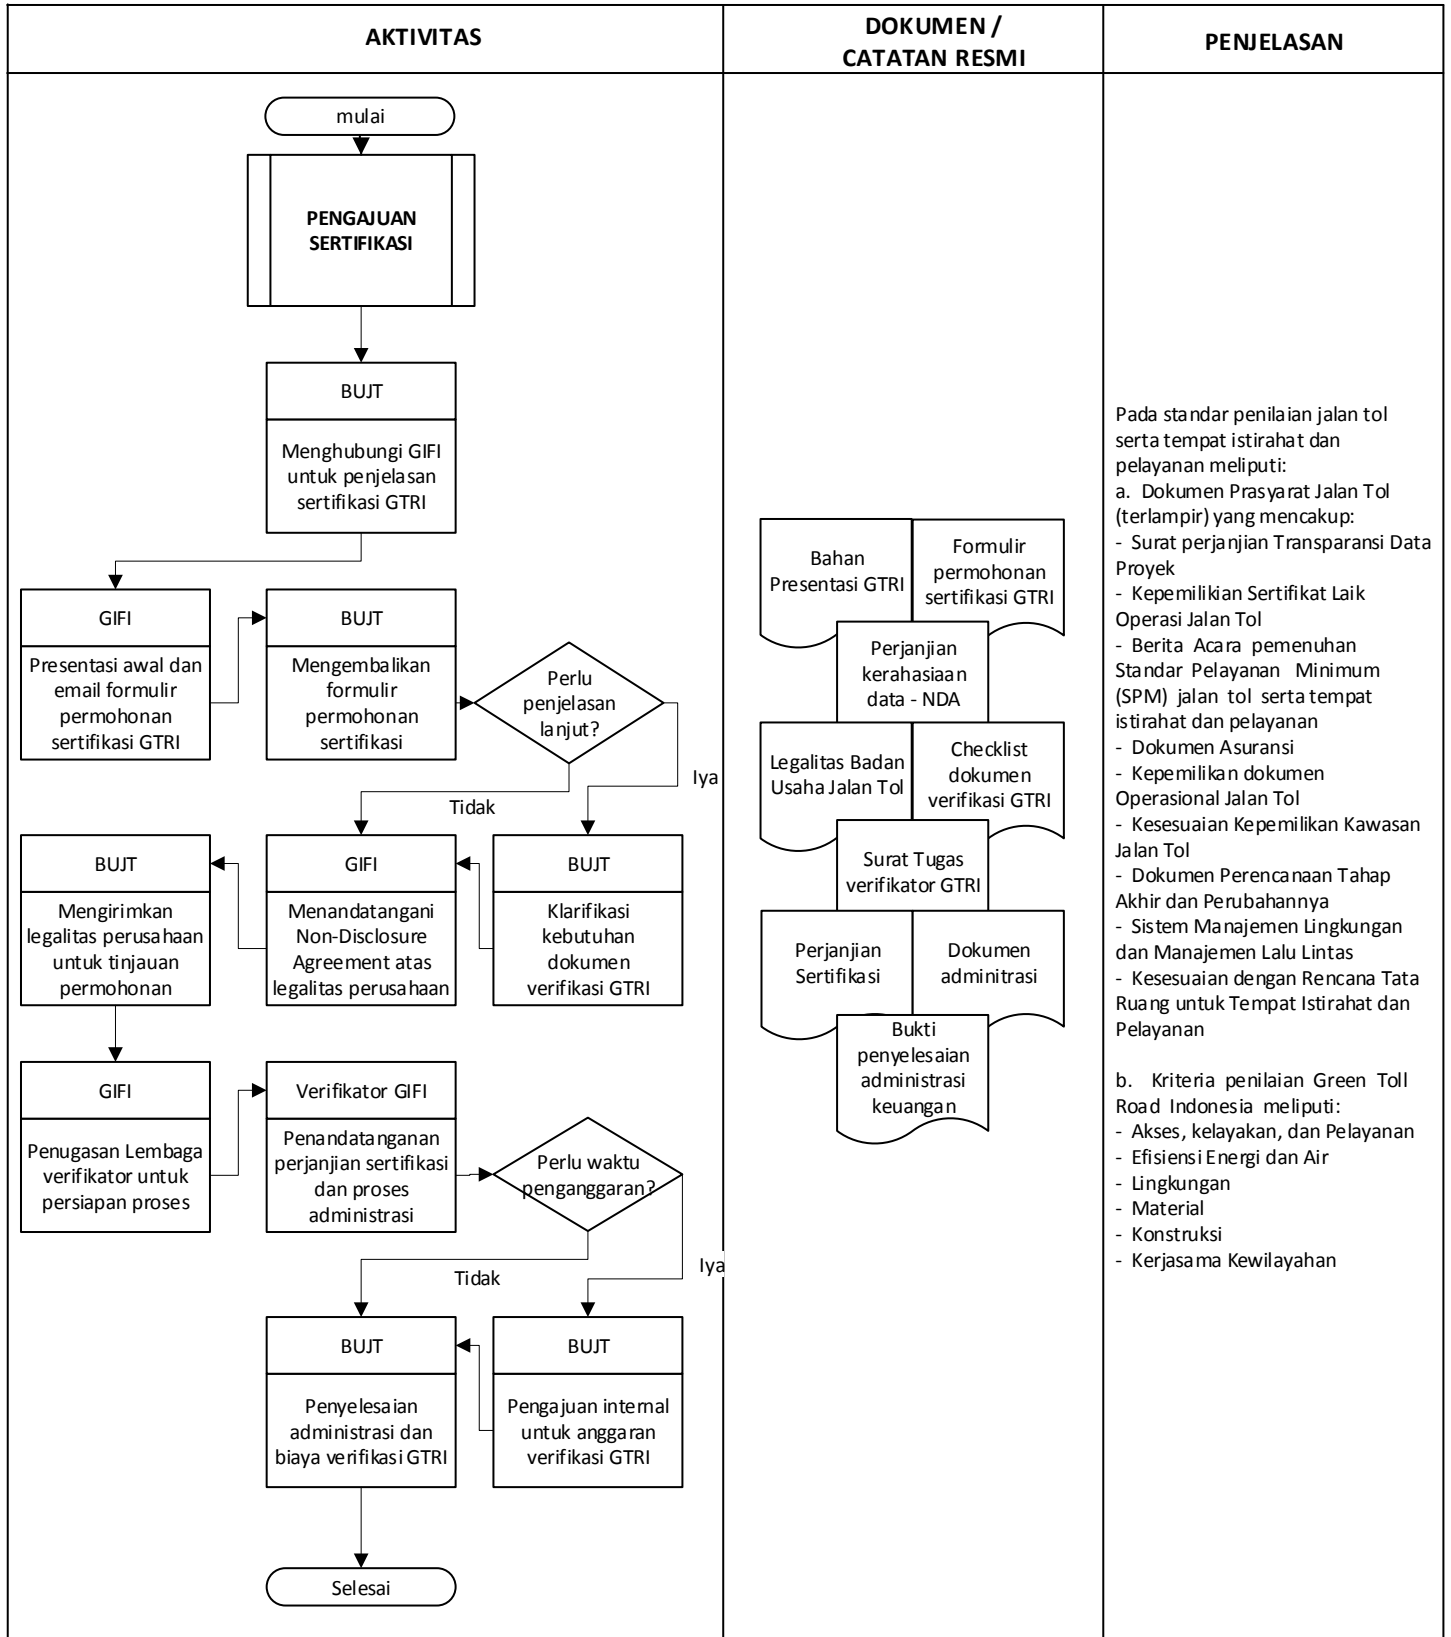 AKTIVITAS
DOKUMEN /
CATATAN RESMI
PENJELASAN
mulai
PENGAJUAN
SERTIFIKASI
BUJT
Menghubungi GIFI
untuk penjelasan
sertifikasi GTRI
GIFI
Presentasi awal dan
email formulir
permohonan
sertifikasi GTRI
BUJT
Mengembalikan
formulir
permohonan
sertifikasi
Perlu
penjelasan
lanjut?
Iya
Tidak
BUJT
Mengirimkan
legalitas perusahaan
untuk tinjauan
permohonan
GIFI
Menandatangani
Non-Disclosure
Agreement atas
legalitas perusahaan
BUJT
Klarifikasi
kebutuhan
dokumen
verifikasi GTRI
GIFI
Penugasan Lembaga
verifikator untuk
persiapan proses
Verifikator GIFI
Penandatanganan
perjanjian sertifikasi
dan proses
administrasi
Perlu waktu
penganggaran?
Iya
Tidak
BUJT
Penyelesaian
administrasi dan
biaya verifikasi GTRI
BUJT
Pengajuan internal
untuk anggaran
verifikasi GTRI
Selesai
Bahan
Presentasi GTRI
Formulir
permohonan
sertifikasi GTRI
Perjanjian
kerahasiaan
data - NDA
Legalitas Badan
Usaha Jalan Tol
Checklist
dokumen
verifikasi GTRI
Surat Tugas
verifikator GTRI
Perjanjian
Sertifikasi
Dokumen
adminitrasi
Bukti
penyelesaian
administrasi
keuangan
Pada standar penilaian jalan tol
serta tempat istirahat dan
pelayanan meliputi:
a. Dokumen Prasyarat Jalan Tol
(terlampir) yang mencakup:
- Surat perjanjian Transparansi Data
Proyek
- Kepemilikian Sertifikat Laik
Operasi Jalan Tol
- Berita Acara pemenuhan
Standar Pelayanan Minimum
(SPM) jalan tol serta tempat
istirahat dan pelayanan
- Dokumen Asuransi
- Kepemilikan dokumen
Operasional Jalan Tol
- Kesesuaian Kepemilikan Kawasan
Jalan Tol
- Dokumen Perencanaan Tahap
Akhir dan Perubahannya
- Sistem Manajemen Lingkungan
dan Manajemen Lalu Lintas
- Kesesuaian dengan Rencana Tata
Ruang untuk Tempat Istirahat dan
Pelayanan
b. Kriteria penilaian Green Toll
Road Indonesia meliputi:
- Akses, kelayakan, dan Pelayanan
- Efisiensi Energi dan Air
- Lingkungan
- Material
- Konstruksi
- Kerjasama Kewilayahan